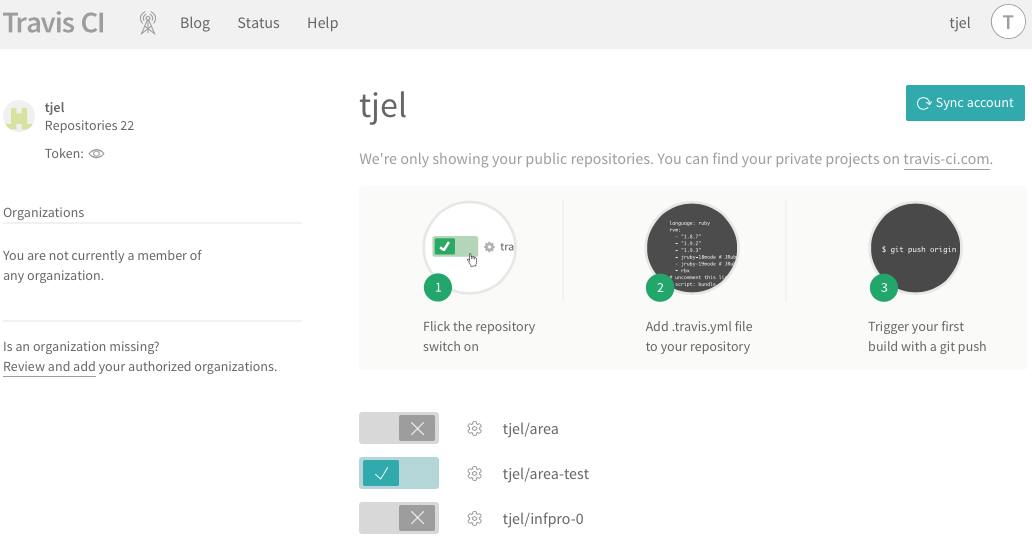 Travis CI
Blog
Status
Help
tjel
T
tjel
Repositories 22
Token:
Organizations
You are not currently a member of
any organization.
Is an organization missing?
Review and add your authorized organizations.
tjel
Sync account
We're only showing your public repositories. You can find your private projects on travis-ci.com.
tra
1
Flick the repository
switch on
language: ruby
rvm:
- "1.8.7"
- "1.9.2"
- "1.9.3"
- jruby-18mode # JRub
- jruby-19mode # JRu
- rbx
# uncomment this li
script: bundle
2
Add .travis.yml file
to your repository
$ git push origin
3
Trigger your first
build with a git push
tjel/area
tjel/area-test
tjel/infpro-0